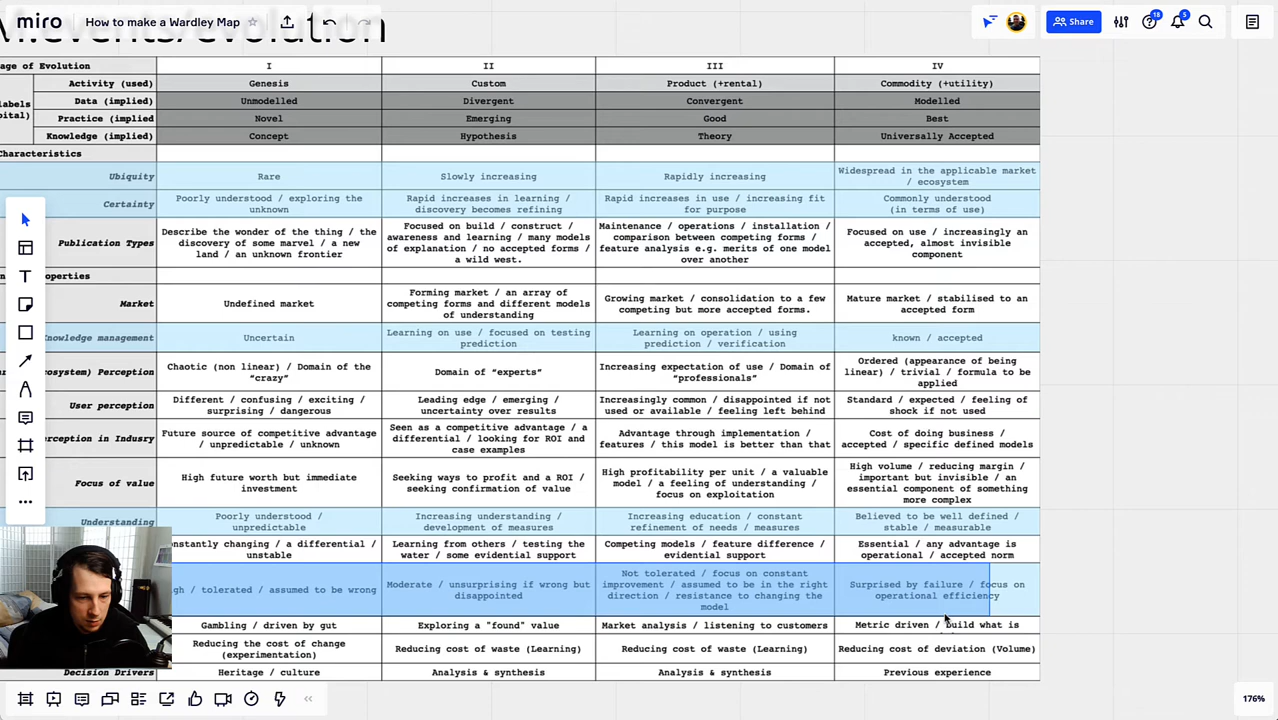 miro
How to make a Wardley Map
Share
18
5
events/evolution
age of Evolution
I
II
III
IV
labels
pital)
Activity (used)
Genesis
Custom
Product (+rental)
Commodity (+utility)
Data (implied)
Unmodelled
Divergent
Convergent
Modelled
Practice (implied)
Novel
Emerging
Good
Best
Knowledge (implied)
Concept
Hypothesis
Theory
Universally Accepted
Characteristics
Ubiquity
Rare
Slowly increasing
Rapidly increasing
Widespread in the applicable market
/ ecosystem
Certainty
Poorly understood / exploring the
unknown
Rapid increases in learning /
discovery becomes refining
Rapid increases in use / increasing fit
for purpose
Commonly understood
(in terms of use)
Publication Types
Describe the wonder of the thing / the
discovery of some marvel / a new
land / an unknown frontier
Focused on build / construct /
awareness and learning / many models
of explanation / no accepted forms /
a wild west.
Maintenance / operations / installation /
comparison between competing forms /
feature analysis e.g. merits of one model
over another
Focused on use / increasingly an
accepted, almost invisible
component
operties
Market
Undefined market
Forming market / an array of
competing forms and different models
of understanding
Growing market / consolidation to a few
competing but more accepted forms.
Mature market / stabilised to an
accepted form
nowledge management
Uncertain
Learning on use / focused on testing
prediction
Learning on operation / using
prediction / verification
known / accepted
cosystem) Perception
Chaotic (non linear) / Domain of the
“crazy”
Domain of “experts”
Increasing expectation of use / Domain of
“professionals”
Ordered (appearance of being
linear) / trivial / formula to be
applied
User perception
Different / confusing / exciting /
surprising / dangerous
Leading edge / emerging /
uncertainty over results
Increasingly common / disappointed if not
used or available / feeling left behind
Standard / expected / feeling of
shock if not used
rception in Indusry
Future source of competitive advantage
/ unpredictable / unknown
Seen as a competitive advantage / a
differential / looking for ROI and
case examples
Advantage through implementation /
features / this model is better than that
Cost of doing business /
accepted / specific defined models
Focus of value
High future worth but immediate
investment
Seeking ways to profit and a ROI /
seeking confirmation of value
High profitability per unit / a valuable
model / a feeling of understanding /
focus on exploitation
High volume / reducing margin /
important but invisible / an
essential component of something
more complex
Understanding
Poorly understood /
unpredictable
Increasing understanding /
development of measures
Increasing education / constant
refinement of needs / measures
Believed to be well defined /
stable / measurable
onstantly changing / a differential /
unstable
Learning from others / testing the
water / some evidential support
Competing models / feature difference /
evidential support
Essential / any advantage is
operational / accepted norm
gh / tolerated / assumed to be wrong
Moderate / unsurprising if wrong but
disappointed
Not tolerated / focus on constant
improvement / assumed to be in the right
direction / resistance to changing the
model
Surprised by failure / focus on
operational efficiency
Gambling / driven by gut
Exploring a "found" value
Market analysis / listening to customers
Metric driven / build what is
Reducing the cost of change
(experimentation)
Reducing cost of waste (Learning)
Reducing cost of waste (Learning)
Reducing cost of deviation (Volume)
Decision Drivers
Heritage / culture
Analysis & synthesis
Analysis & synthesis
Previous experience
176%